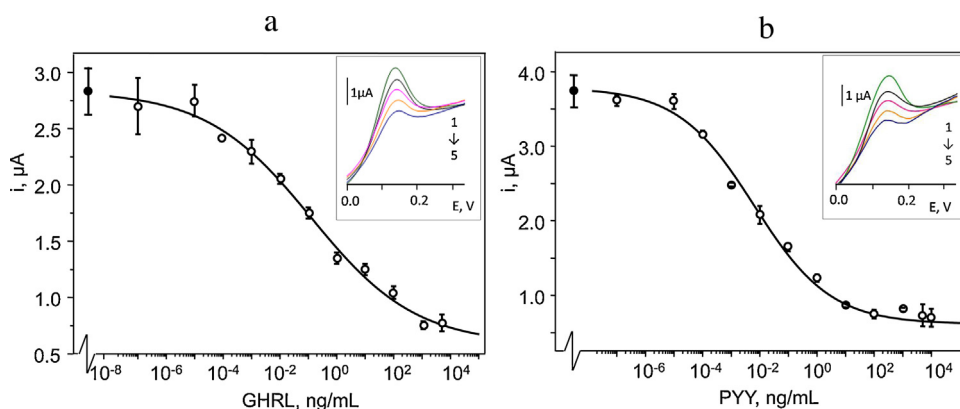 a
3.0
2.5
2.0
1.5
1.0
0.5
i, µA
10⁻⁸ 10⁻⁶ 10⁻⁴ 10⁻² 10⁰ 10² 10⁴
GHRL, ng/mL
1µA
1
5
0.0 0.2
E, V
b
4.0
3.0
2.0
1.0
i, µA
10⁻⁶ 10⁻⁴ 10⁻² 10⁰ 10² 10⁴
PYY, ng/mL
1 µA
1
5
0.0 0.2
E, V